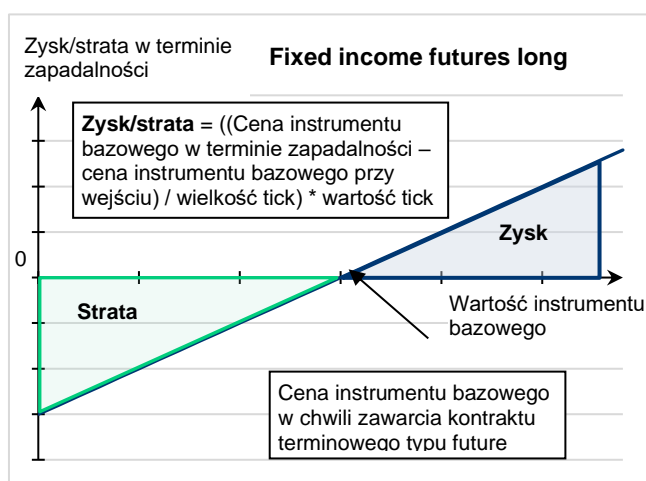 Zysk/strata w terminie
zapadalności
Fixed income futures long
Zysk/strata = ((Cena instrumentu
bazowego w terminie zapadalności –
cena instrumentu bazowego przy
wejściu) / wielkość tick) * wartość tick
Zysk
0
Strata
Wartość instrumentu
bazowego
Cena instrumentu bazowego
w chwili zawarcia kontraktu
terminowego typu future